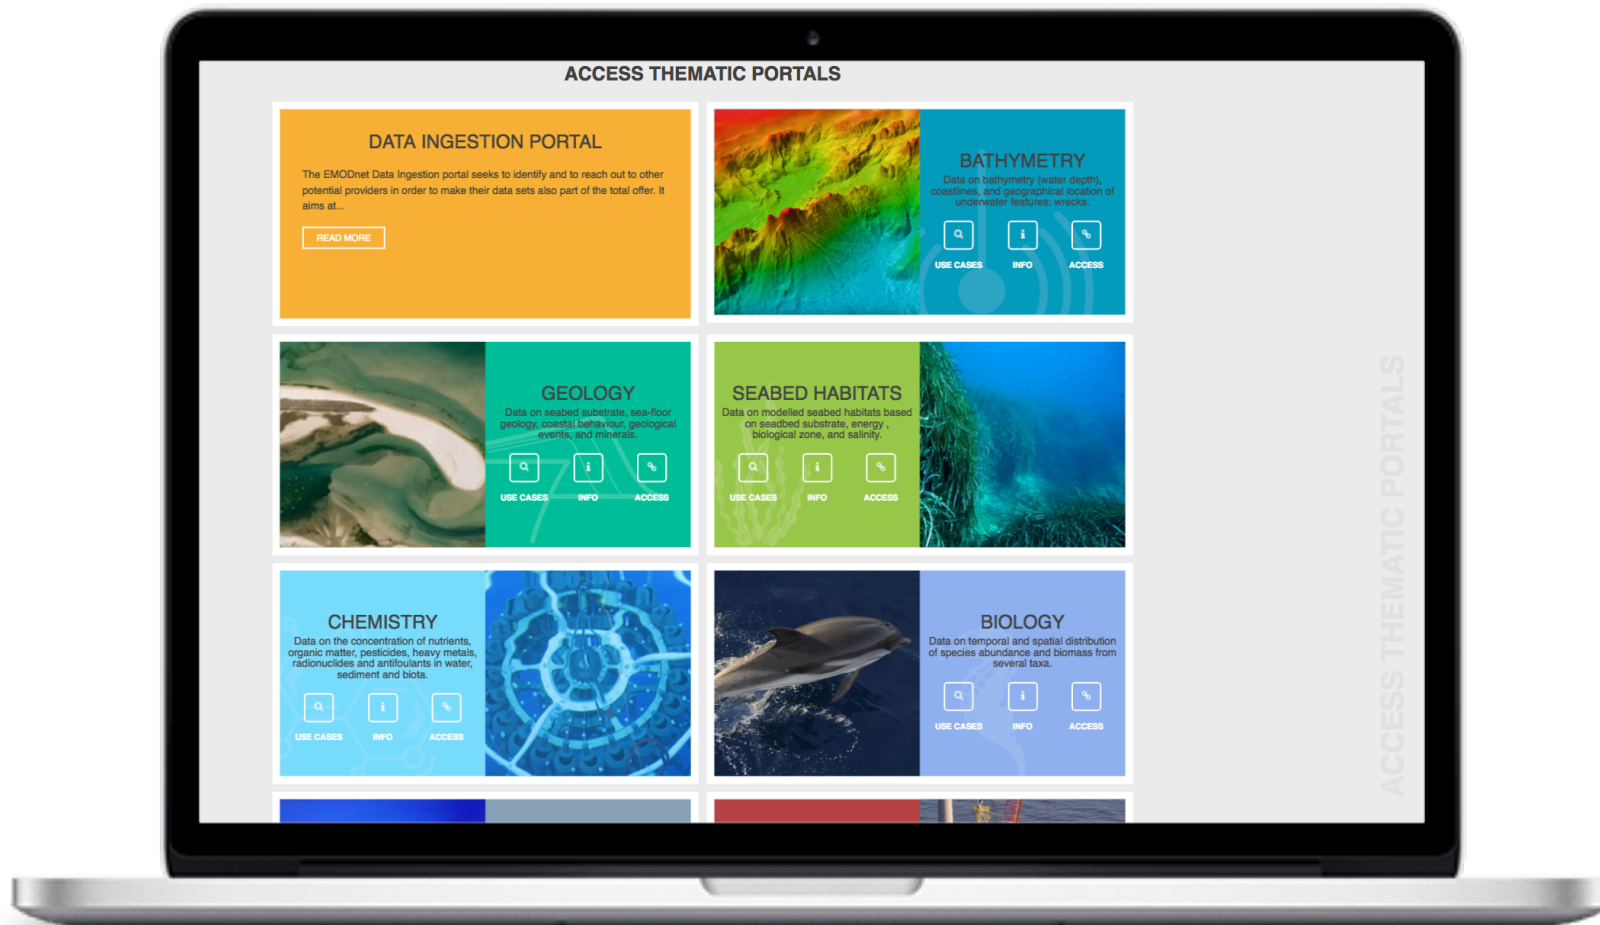 ACCESS THEMATIC PORTALS
DATA INGESTION PORTAL
The EMODnet Data Ingestion portal seeks to identify and to reach out to other
potential providers in order to make their data sets also part of the total offer. It
aims at...
READ MORE
BATHYMETRY
Data on bathymetry (water depth),
coastlines, and geographical location of
underwater features: wrecks.
USE CASES INFO ACCESS
GEOLOGY
Data on seabed substrate, sea-floor
geology, coastal behaviour, geological
events, and minerals.
USE CASES INFO ACCESS
SEABED HABITATS
Data on modelled seabed habitats based
on seadbed substrate, energy ,
biological zone, and salinity.
USE CASES INFO ACCESS
CHEMISTRY
Data on the concentration of nutrients,
organic matter, pesticides, heavy metals,
radionuclides and antifoulants in water,
sediment and biota.
USE CASES INFO ACCESS
BIOLOGY
Data on temporal and spatial distribution
of species abundance and biomass from
several taxa.
USE CASES INFO ACCESS
ACCESS THEMATIC PORTALS